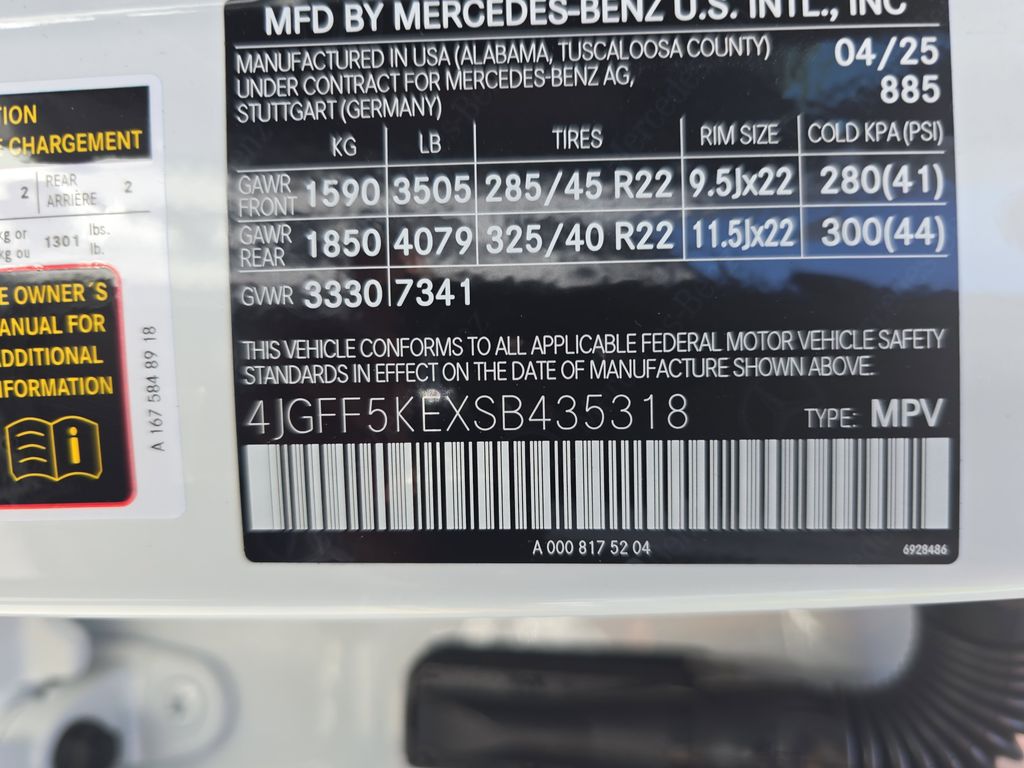 MFD BY MERCEDES-BENZ U.S. INTL., INC
MANUFACTURED IN USA (ALABAMA, TUSCALOOSA COUNTY) 04/25
UNDER CONTRACT FOR MERCEDES-BENZ AG, 885
STUTTGART (GERMANY)
KG LB TIRES RIM SIZE COLD KPA (PSI)
GAWR FRONT 1590 3505 285/45 R22 9.5Jx22 280(41)
GAWR REAR 1850 4079 325/40 R22 11.5Jx22 300(44)
GVWR 3330 7341
THIS VEHICLE CONFORMS TO ALL APPLICABLE FEDERAL MOTOR VEHICLE SAFETY
STANDARDS IN EFFECT ON THE DATE OF MANUFACTURE SHOWN ABOVE.
4JGFF5KEXSB435318 TYPE: MPV
A 000 817 52 04 6928486
CHARGEMENT
2 REAR ARRIÈRE 2
kg or 1301 lbs.
kg ou lb.
OWNER´S
FOR
A 167 584 89 18